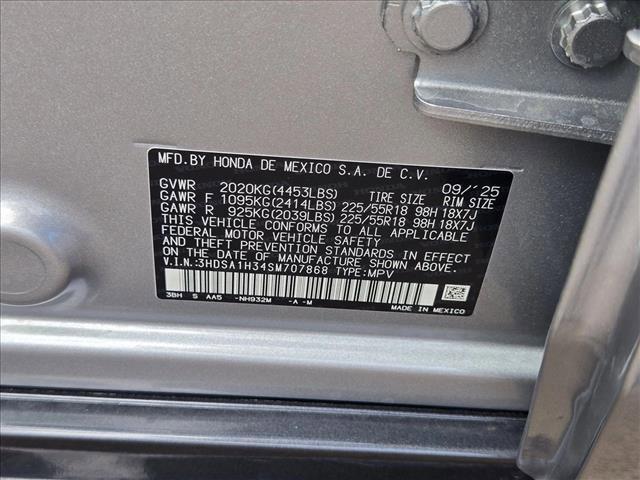 MFD.BY HONDA DE MEXICO S.A. DE C.V.
GVWR 2020KG(4453LBS) TIRE SIZE 09/'25 RIM SIZE
GAWR F 1095KG(2414LBS) 225/55R18 98H 18X7J
GAWR R 925KG(2039LBS) 225/55R18 98H 18X7J
THIS VEHICLE CONFORMS TO ALL APPLICABLE
FEDERAL MOTOR VEHICLE SAFETY
AND THEFT PREVENTION STANDARDS IN EFFECT
ON THE DATE OF MANUFACTURE SHOWN ABOVE.
V.I.N.:3HDSA1H34SM707868 TYPE:MPV
3BH S AA5 -NH932M -A -M
MADE IN MEXICO